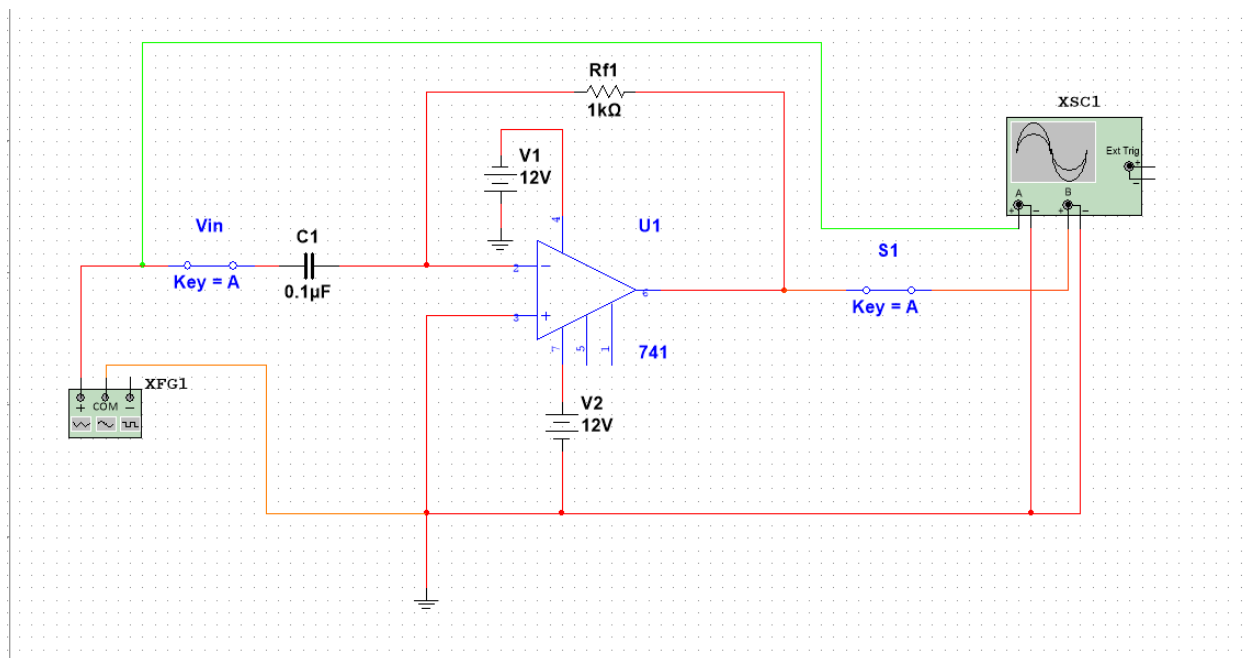 Rf1
1kΩ
XSC1
V1
12V
Ext Trig
+
−
A
B
+
−
+
−
4
Vin
C1
U1
S1
Key = A
0.1µF
2
−
6
Key = A
3
+
741
7
5
1
XFG1
+
COM
−
V2
12V